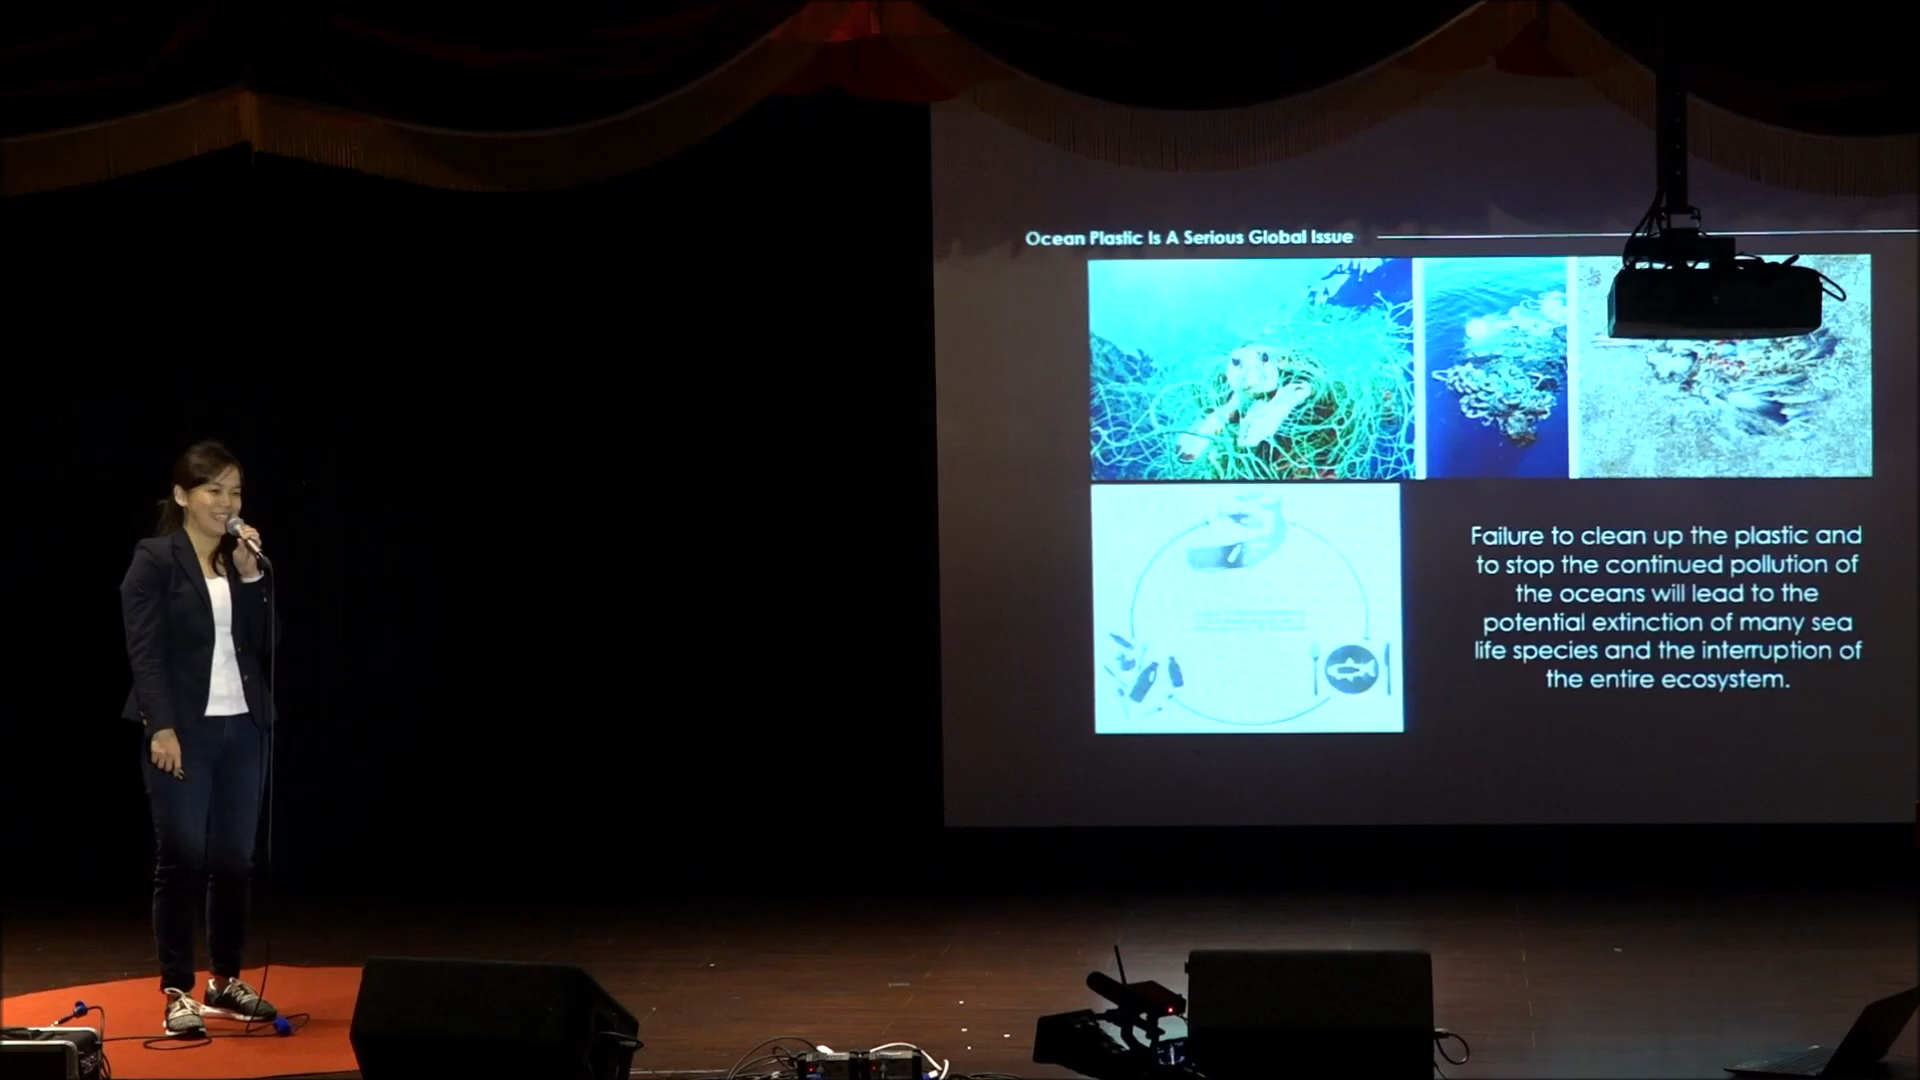 Ocean Plastic Is A Serious Global Issue
Failure to clean up the plastic and
to stop the continued pollution of
the oceans will lead to the
potential extinction of many sea
life species and the interruption of
the entire ecosystem.